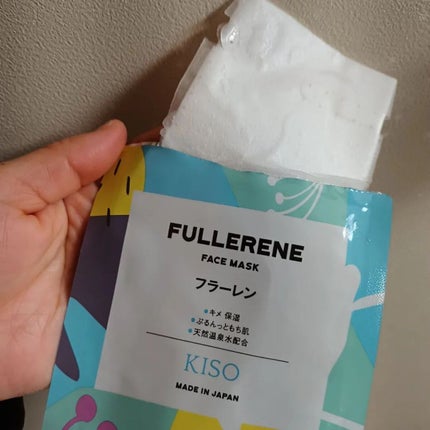 FULLERENE
FACE MASK
フラーレン
•キメ 保湿
•ぷるんっともち肌
•天然温泉水配合
KISO
MADE IN JAPAN